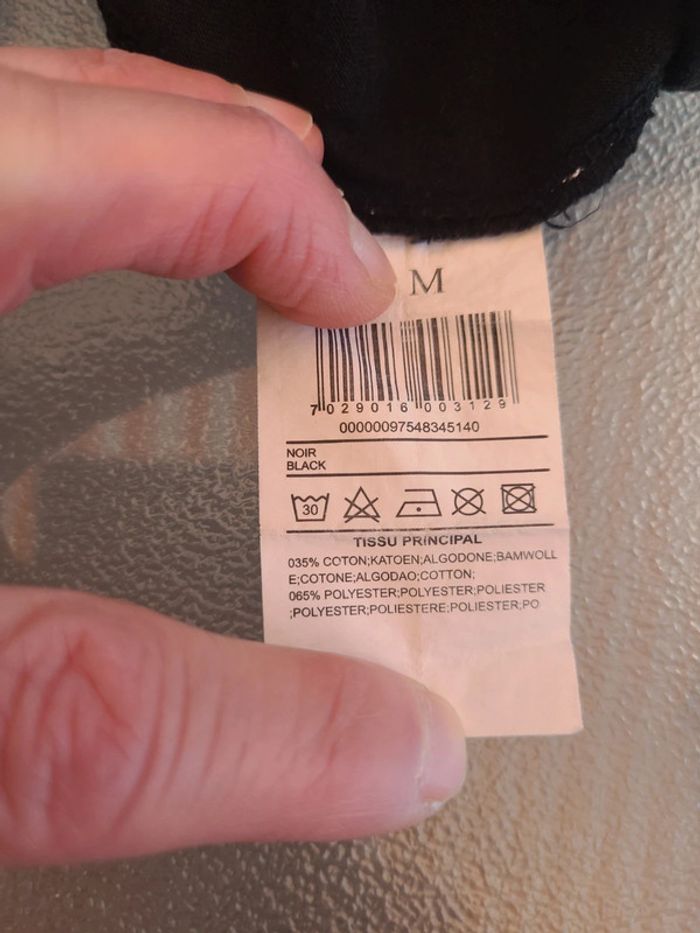 M
7 029016 003129
00000097548345140
NOIR
BLACK
30
TISSU PRINCIPAL
035% COTON;KATOEN;ALGODONE;BAMWOLL
E;COTONE;ALGODAO;COTTON;
065% POLYESTER;POLYESTER;POLIESTER
;POLYESTER;POLIESTERE;POLIESTER;PO